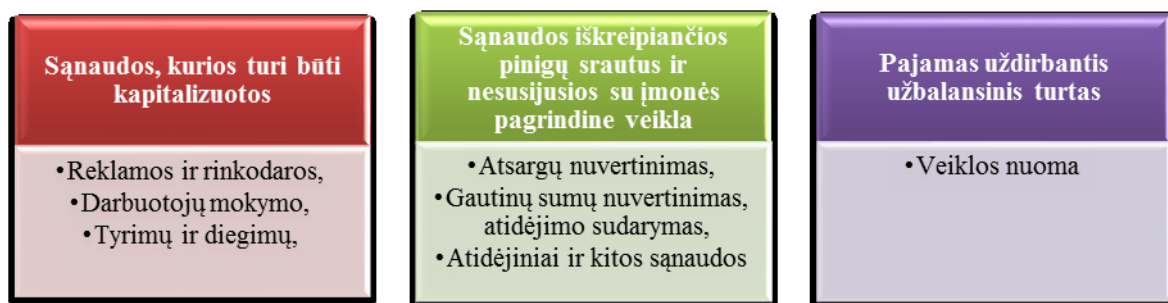 Sąnaudos, kurios turi būti
kapitalizuotos
•Reklamos ir rinkodaros,
•Darbuotojų mokymo,
•Tyrimų ir diegimų,
Sąnaudos iškreipiančios
pinigų srautus ir
nesusijusios su įmonės
pagrindine veikla
•Atsargų nuvertinimas,
•Gautinų sumų nuvertinimas,
atidėjimo sudarymas,
•Atidėjiniai ir kitos sąnaudos
Pajamas uždirbantis
užbalansinis turtas
•Veiklos nuoma